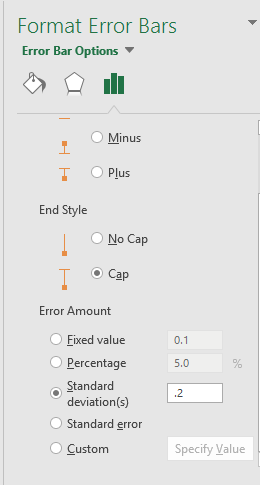 Format Error Bars
Error Bar Options
Minus
Plus
End Style
No Cap
Cap
Error Amount
Fixed value 0.1
Percentage 5.0 %
Standard
deviation(s) .2
Standard error
Custom Specify Value